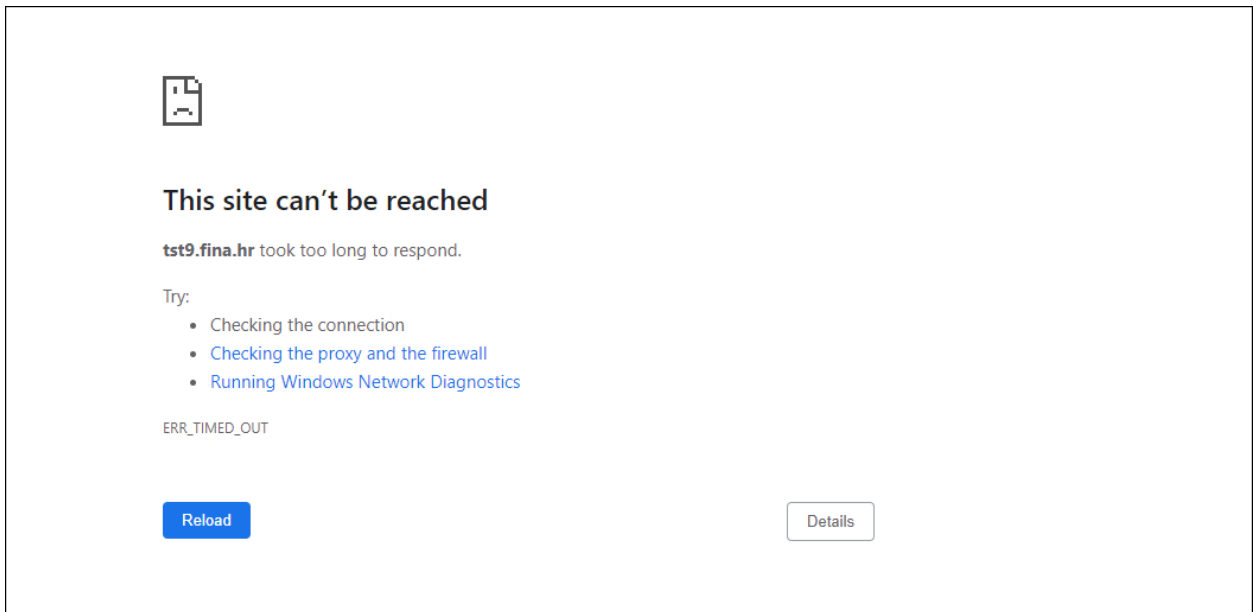 This site can’t be reached
tst9.fina.hr took too long to respond.
Try:
• Checking the connection
• Checking the proxy and the firewall
• Running Windows Network Diagnostics
ERR_TIMED_OUT
Reload
Details